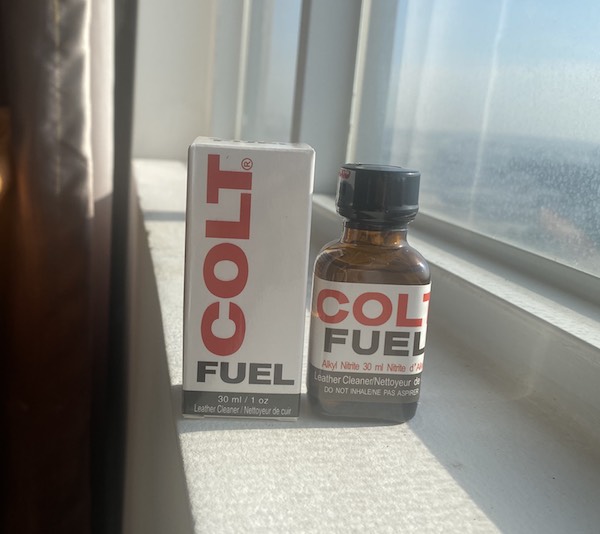 COLT®
FUEL
30 ml / 1 oz
Leather Cleaner / Nettoyeur de cuir
COLT
FUEL
Alkyl Nitrite 30 ml Nitrite d'Al
Leather Cleaner/Nettoyeur de
DO NOT INHALE/NE PAS ASPIRER